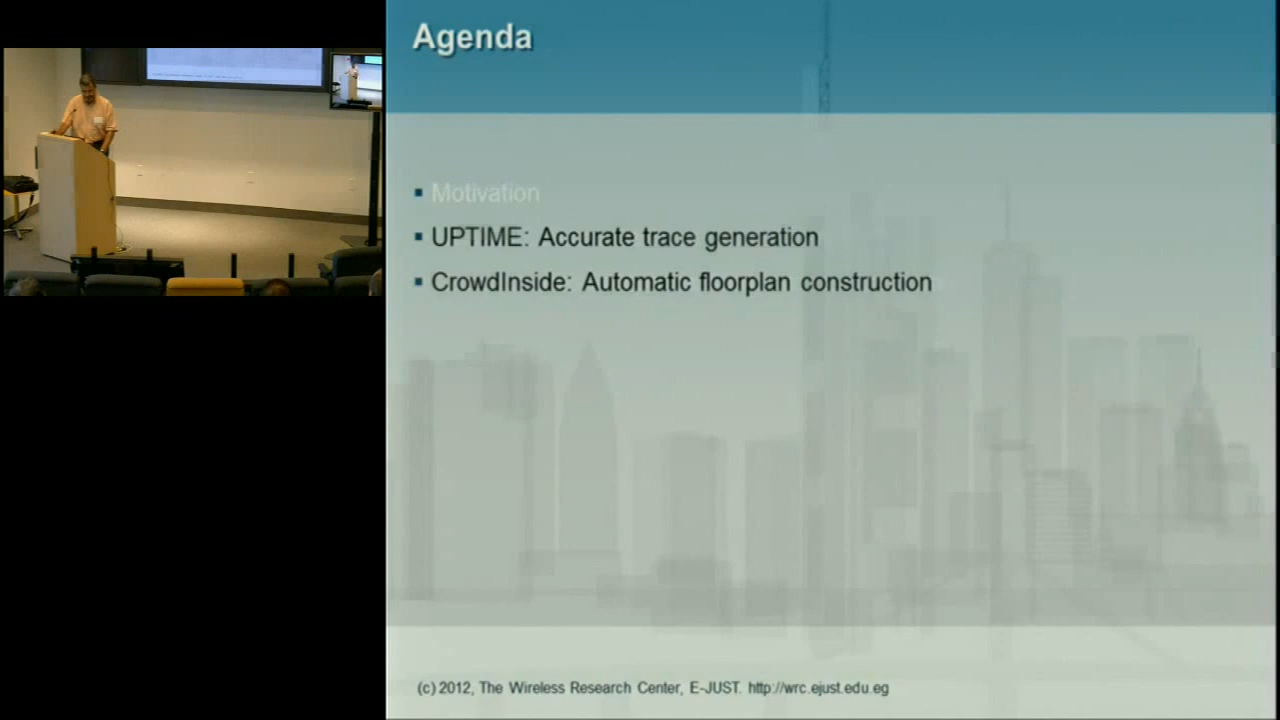 Agenda
▪ Motivation
▪ UPTIME: Accurate trace generation
▪ CrowdInside: Automatic floorplan construction
(c) 2012, The Wireless Research Center, E-JUST. http://wrc.ejust.edu.eg